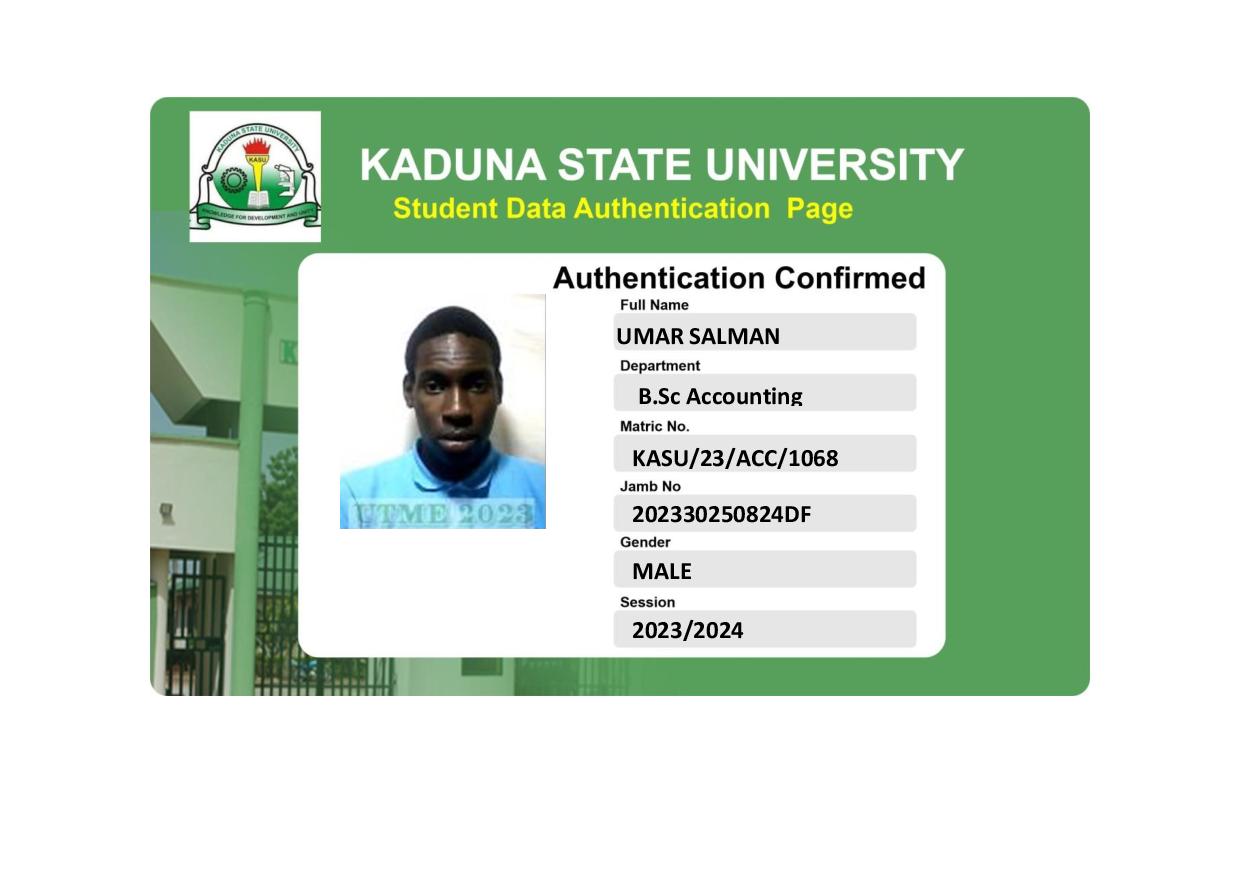 KADUNA STATE UNIVERSITY
KASU
KNOWLEDGE FOR DEVELOPMENT AND UNITY
KADUNA STATE UNIVERSITY
Student Data Authentication Page
Authentication Confirmed
Full Name
UMAR SALMAN
Department
B.Sc Accounting
Matric No.
KASU/23/ACC/1068
Jamb No
202330250824DF
Gender
MALE
Session
2023/2024
UTME 2023
K